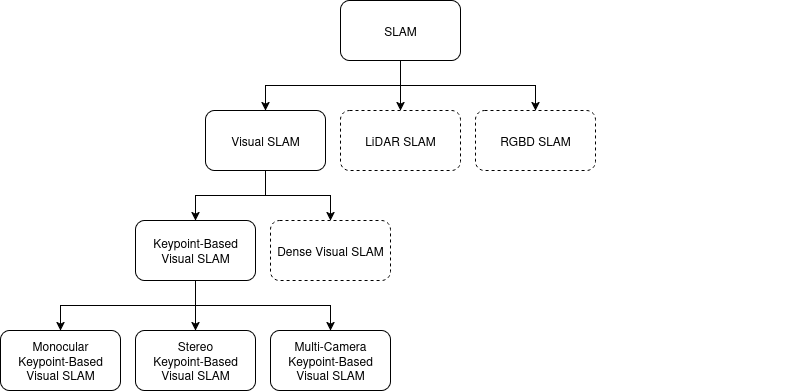 SLAM
Visual SLAM
LiDAR SLAM
RGBD SLAM
Keypoint-Based
Visual SLAM
Dense Visual SLAM
Monocular
Keypoint-Based
Visual SLAM
Stereo
Keypoint-Based
Visual SLAM
Multi-Camera
Keypoint-Based
Visual SLAM